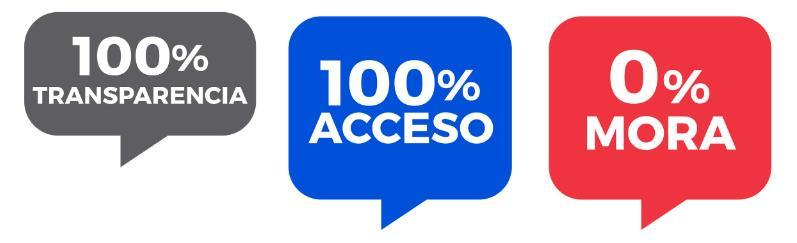 100%
TRANSPARENCIA
100%
ACCESO
0%
MORA